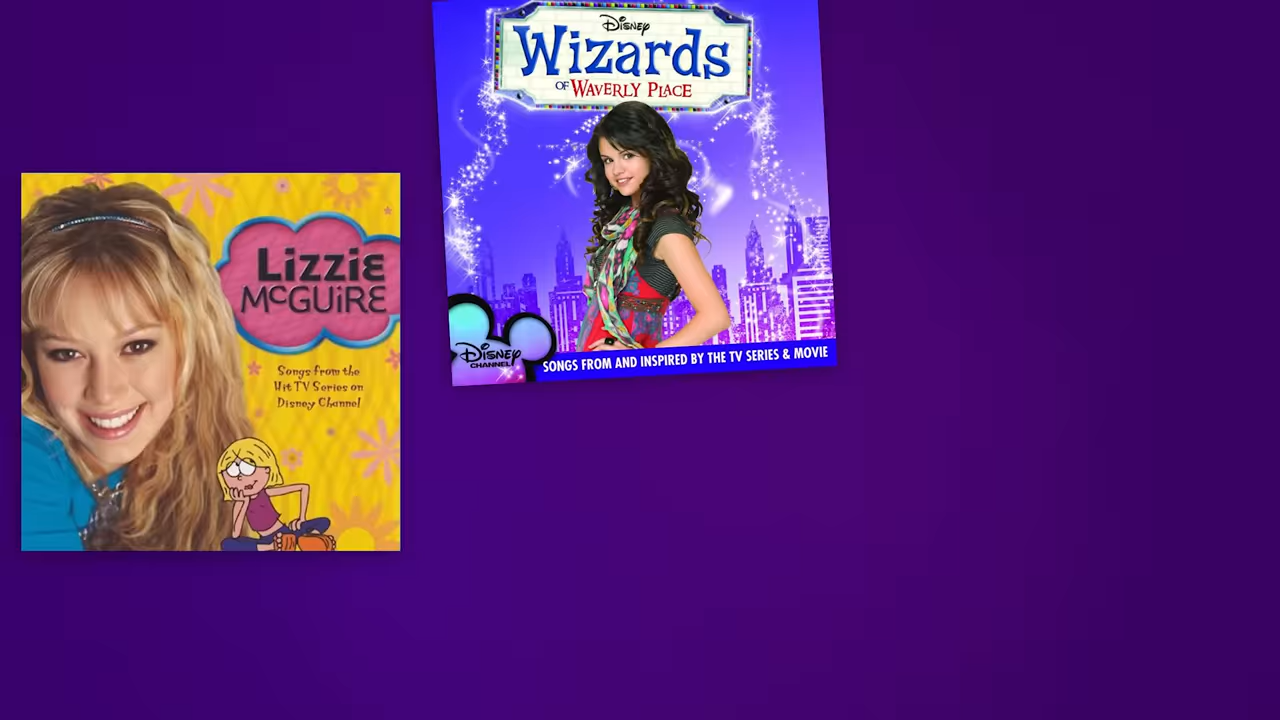 Disney
Wizards
OF WAVERLY PLACE
Disney
CHANNEL
SONGS FROM AND INSPIRED BY THE TV SERIES & MOVIE
Lizzie
McGUiRE
Songs from the
Hit TV Series on
Disney Channel